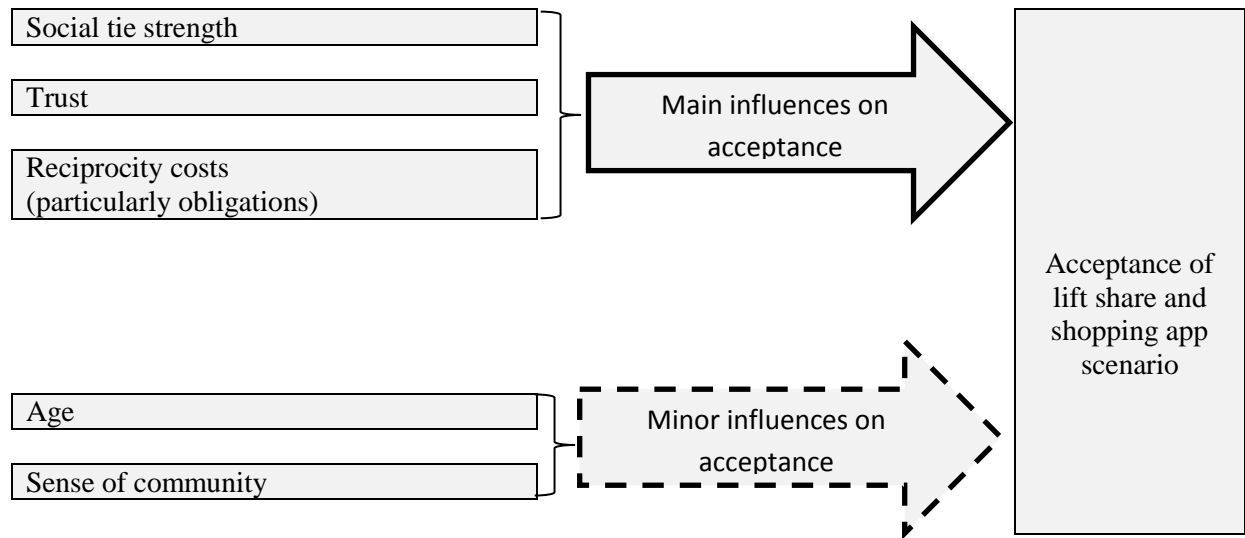 Social tie strength
Trust
Reciprocity costs
(particularly obligations)
Main influences on
acceptance
Age
Sense of community
Minor influences on
acceptance
Acceptance of
lift share and
shopping app
scenario